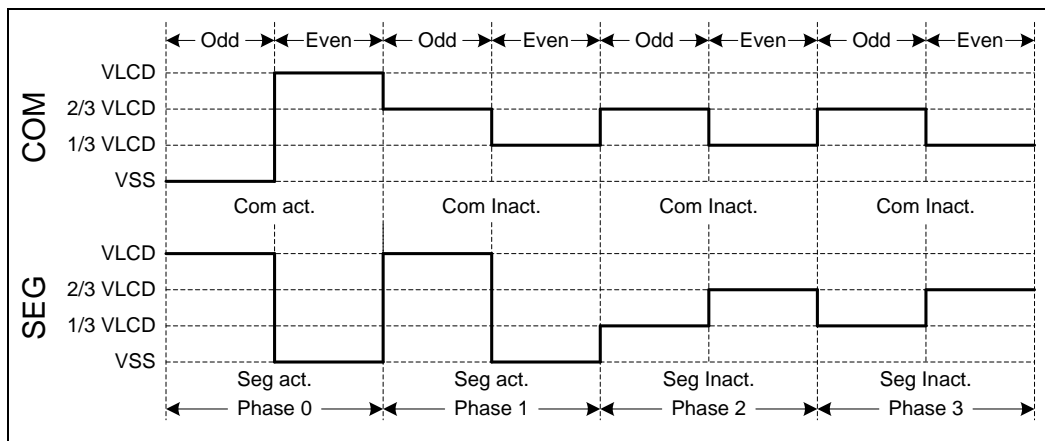 Odd Even Odd Even Odd Even Odd Even
COM
VLCD
2/3 VLCD
1/3 VLCD
VSS
Com act. Com Inact. Com Inact. Com Inact.
SEG
VLCD
2/3 VLCD
1/3 VLCD
VSS
Seg act. Seg act. Seg Inact. Seg Inact.
Phase 0 Phase 1 Phase 2 Phase 3